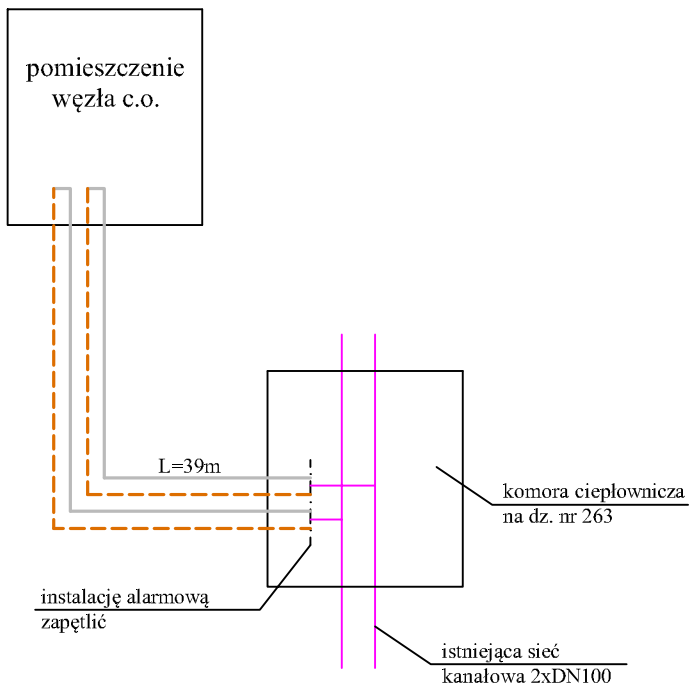 pomieszczenie
węzła c.o.
L=39m
komora ciepłownicza
na dz. nr 263
instalację alarmową
zapętlić
istniejąca sieć
kanałowa 2xDN100